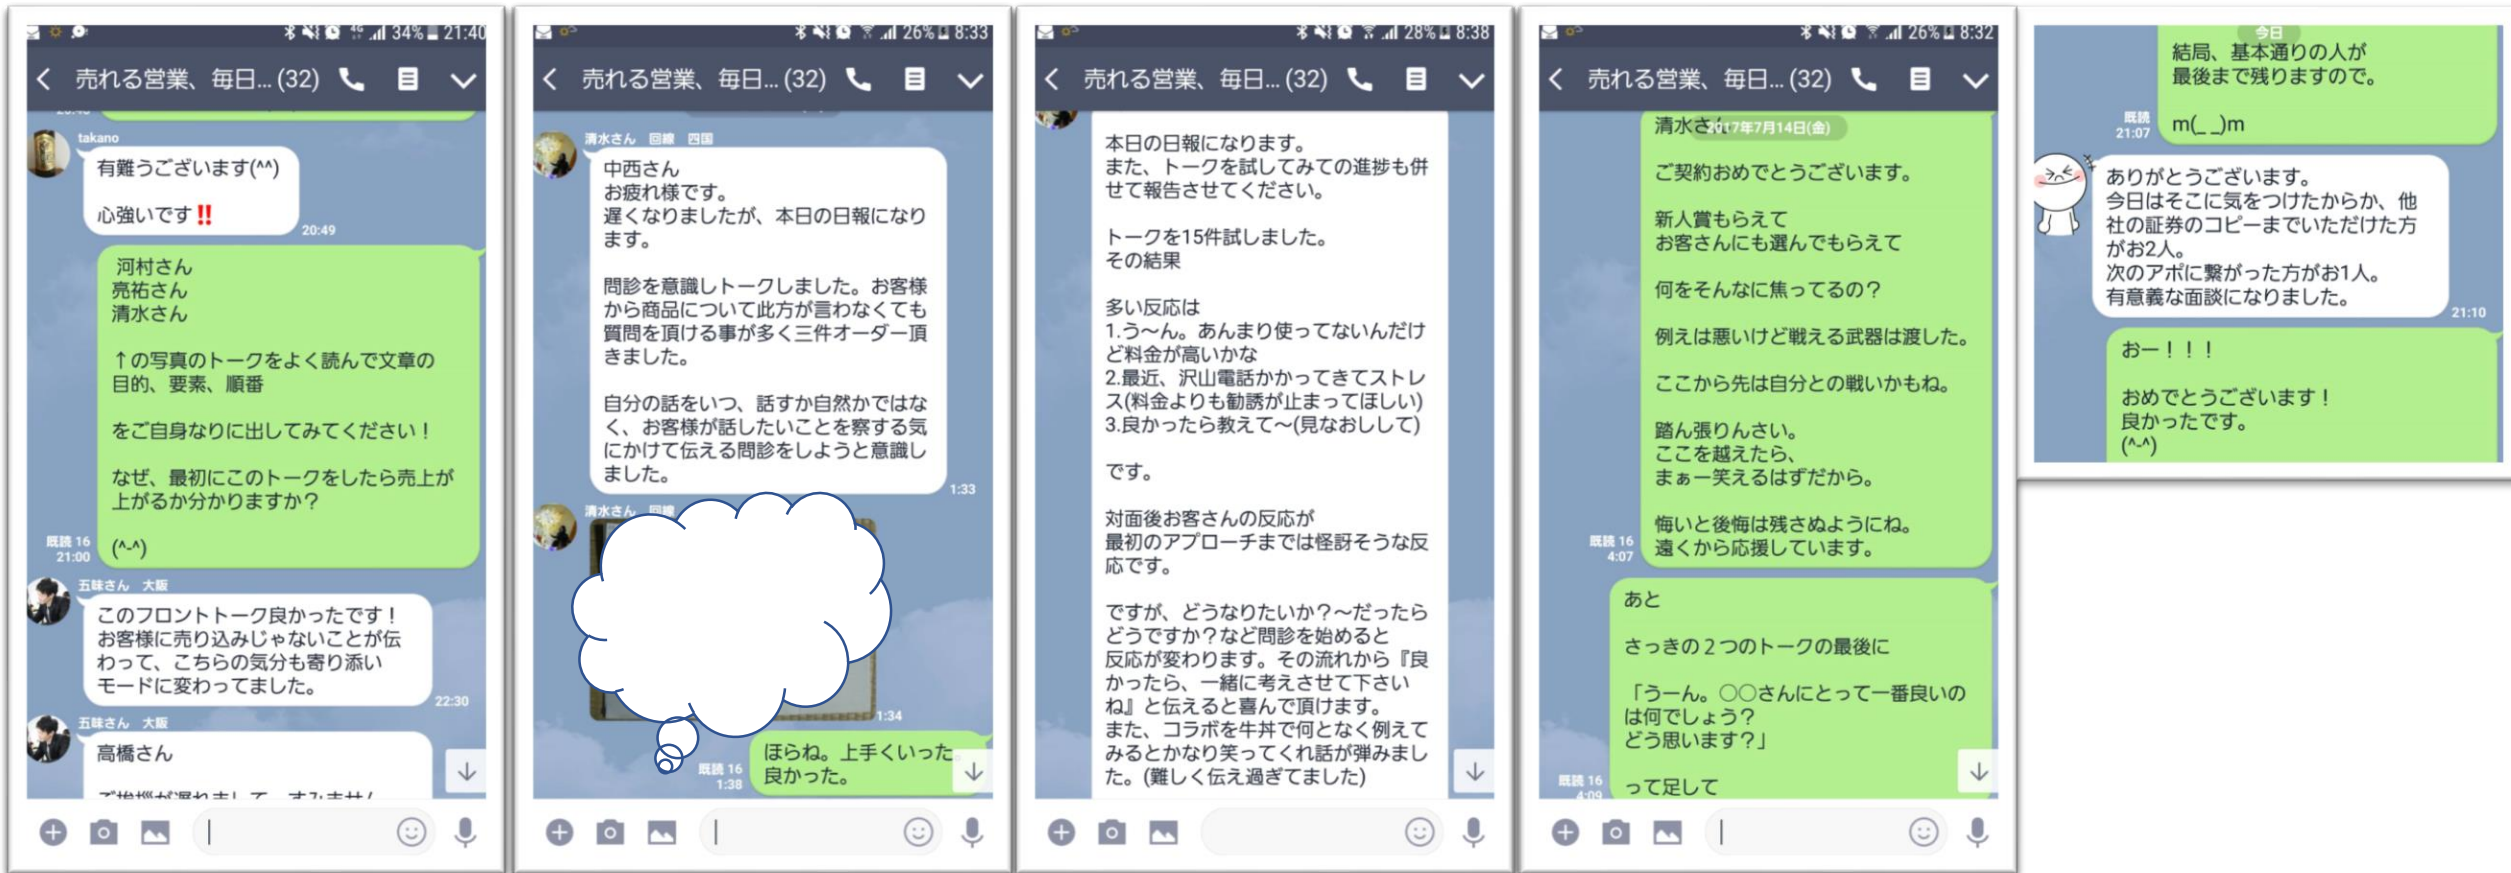 34% 21:40
売れる営業、毎日...(32)
takano
有難うございます(^^)
心強いです‼
20:49
河村さん
亮祐さん
清水さん
↑の写真のトークをよく読んで文章の
目的、要素、順番
をご自身なりに出してみてください！
なぜ、最初にこのトークをしたら売上が
上がるか分かりますか？
(^-^)
既読 16
21:00
五味さん 大阪
このフロントトーク良かったです！
お客様に売り込みじゃないことが伝
わって、こちらの気分も寄り添い
モードに変わってました。
22:30
五味さん 大阪
高橋さん
ご挨拶が遅れまして、すみません
26% 8:33
売れる営業、毎日...(32)
清水さん 回線 四国
中西さん
お疲れ様です。
遅くなりましたが、本日の日報になり
ます。
問診を意識しトークしました。お客様
から商品について此方が言わなくても
質問を頂ける事が多く三件オーダー頂
きました。
自分の話をいつ、話すか自然かではな
く、お客様が話したいことを察する気
にかけて伝える問診をしようと意識し
ました。
1:33
清水さん 回線
1:34
ほらね。上手くいった。
良かった。
既読 16
1:38
28% 8:38
売れる営業、毎日...(32)
本日の日報になります。
また、トークを試してみての進捗も併
せて報告させてください。
トークを15件試しました。
その結果
多い反応は
1.う〜ん。あんまり使ってないんだけ
ど料金が高いかな
2.最近、沢山電話かかってきてストレ
ス(料金よりも勧誘が止まってほしい)
3.良かったら教えて〜(見なおしして)
です。
対面後お客さんの反応が
最初のアプローチまでは怪訝そうな反
応です。
ですが、どうなりたいか？〜だったら
どうですか？など問診を始めると
反応が変わります。その流れから『良
かったら、一緒に考えさせて下さい
ね』と伝えると喜んで頂けます。
また、コラボを牛丼で何となく例えて
みるとかなり笑ってくれ話が弾みまし
た。(難しく伝え過ぎてました)
26% 8:32
売れる営業、毎日...(32)
清水さん
2017年7月14日(金)
ご契約おめでとうございます。
新人賞もらえて
お客さんにも選んでもらえて
何をそんなに焦ってるの？
例えは悪いけど戦える武器は渡した。
ここから先は自分との戦いかもね。
踏ん張りんさい。
ここを越えたら、
まぁー笑えるはずだから。
悔いと後悔は残さぬようにね。
遠くから応援しています。
既読 16
4:07
あと
さっきの２つのトークの最後に
「うーん。〇〇さんにとって一番良いの
は何でしょう？
どう思います？」
って足して
既読 16
4:09
今日
結局、基本通りの人が
最後まで残りますので。
m(_ _)m
既読
21:07
ありがとうございます。
今日はそこに気をつけたからか、他
社の証券のコピーまでいただけた方
がお2人。
次のアポに繋がった方がお1人。
有意義な面談になりました。
21:10
おー！！！
おめでとうございます！
良かったです。
(^-^)